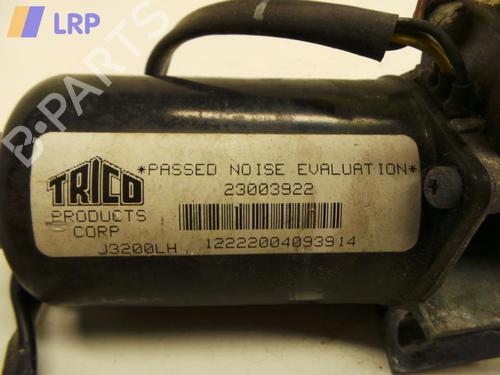 LRP
B-PARTS
TRICO
PRODUCTS
CORP
*PASSED NOISE EVALUATION*
23003922
J3200LH 12222004093914